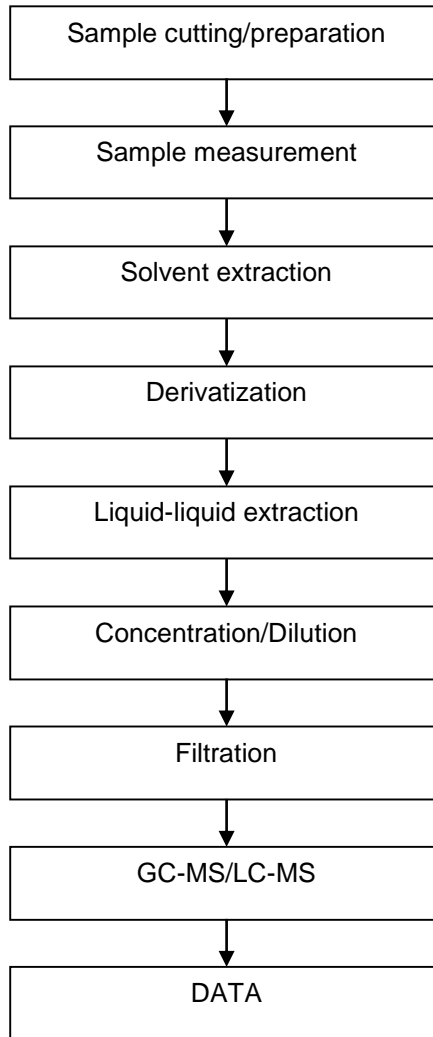 Sample cutting/preparation
Sample measurement
Solvent extraction
Derivatization
Liquid-liquid extraction
Concentration/Dilution
Filtration
GC-MS/LC-MS
DATA